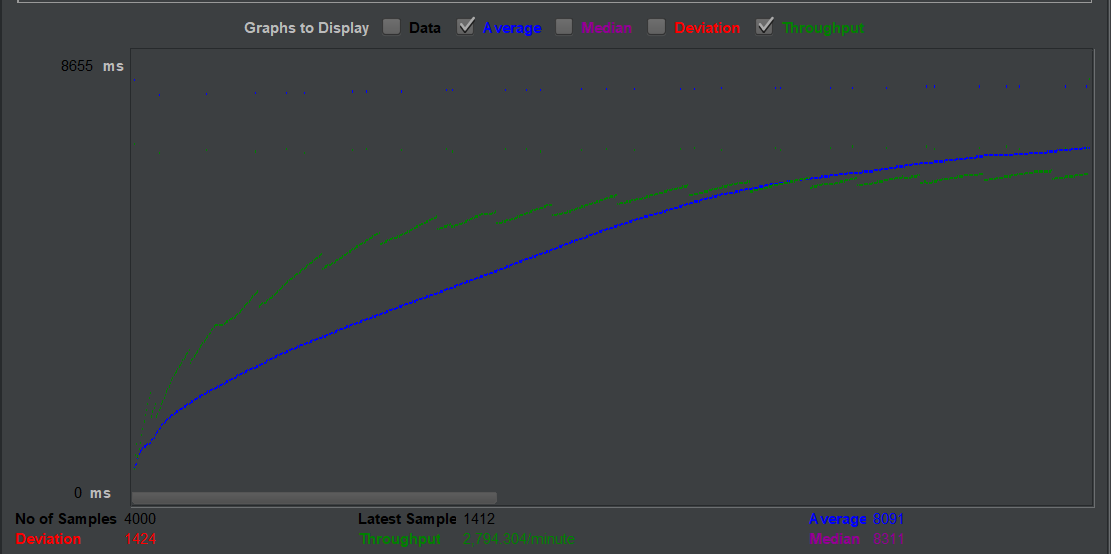 Graphs to Display Data Average Median Deviation Throughput
8655 ms
0 ms
No of Samples 4000 Latest Sample 1412 Average 8091
Deviation 1424 Throughput 2,794.304/minute Median